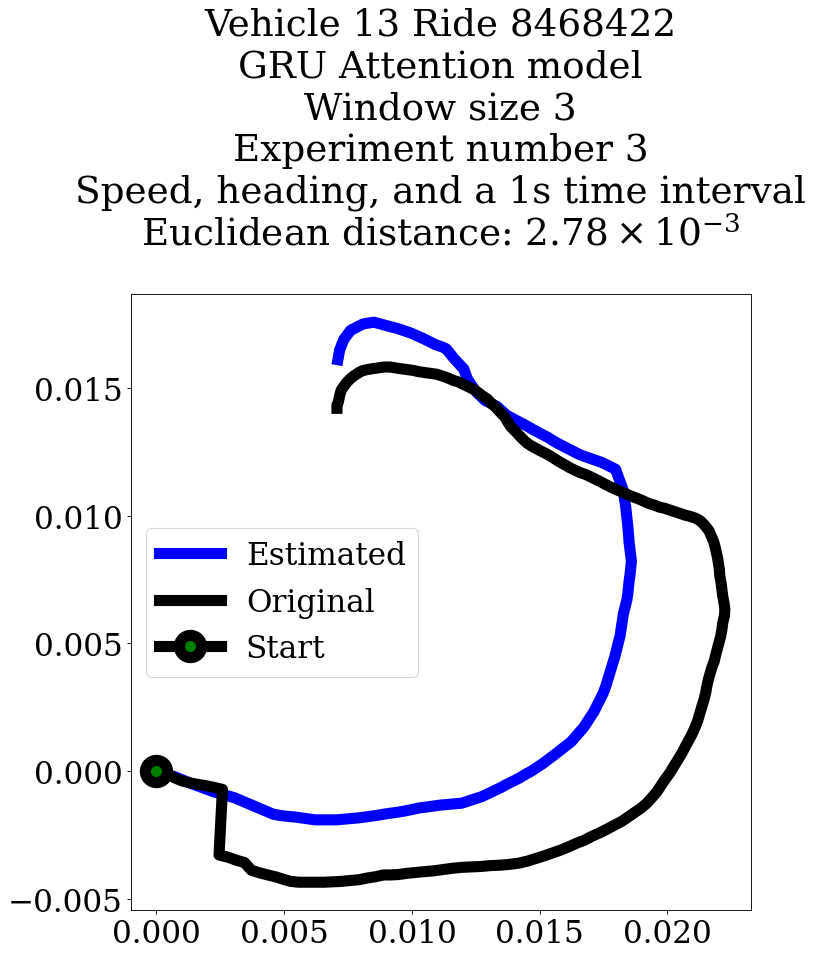 Vehicle 13 Ride 8468422
GRU Attention model
Window size 3
Experiment number 3
Speed, heading, and a 1s time interval
Euclidean distance: 2.78 × 10⁻³
0.015
0.010
0.005
0.000
−0.005
Estimated
Original
Start
0.000 0.005 0.010 0.015 0.020